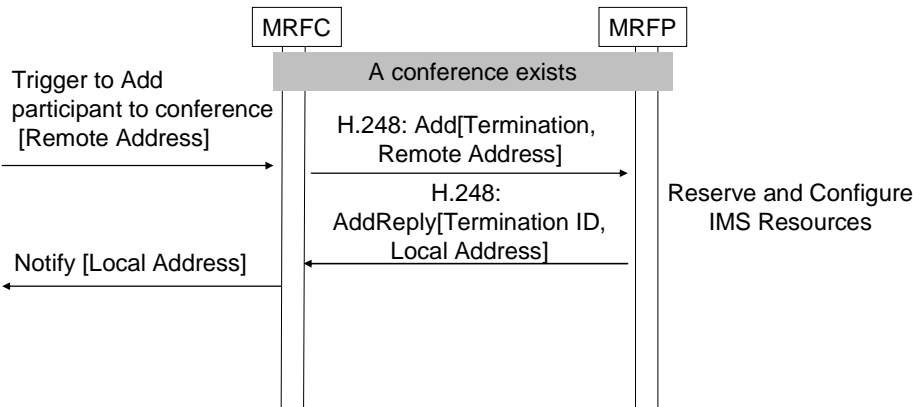 MRFC
MRFP
A conference exists
Trigger to Add
participant to conference
[Remote Address]
H.248: Add[Termination,
Remote Address]
H.248:
AddReply[Termination ID,
Local Address]
Reserve and Configure
IMS Resources
Notify [Local Address]